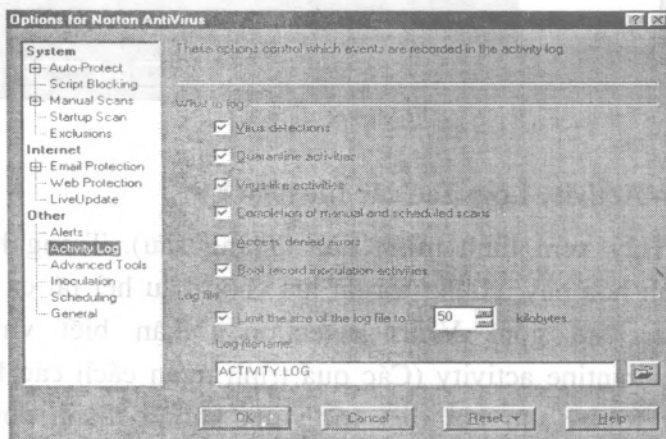 Options for Norton AntiVirus
System
Auto-Protect
Script Blocking
Manual Scans
Startup Scan
Exclusions
Internet
Email Protection
Web Protection
LiveUpdate
Other
Alerts
Activity Log
Advanced Tools
Inoculation
Scheduling
General
These options control which events are recorded in the activity log.
What to log
Virus detections
Quarantine activities
Virus-like activities
Completion of manual and scheduled scans
Access denied errors
Boot record inoculation activities
Log file
Limit the size of the log file to: 50 kilobytes.
Log filename:
ACTIVITY.LOG
OK Cancel Reset Help